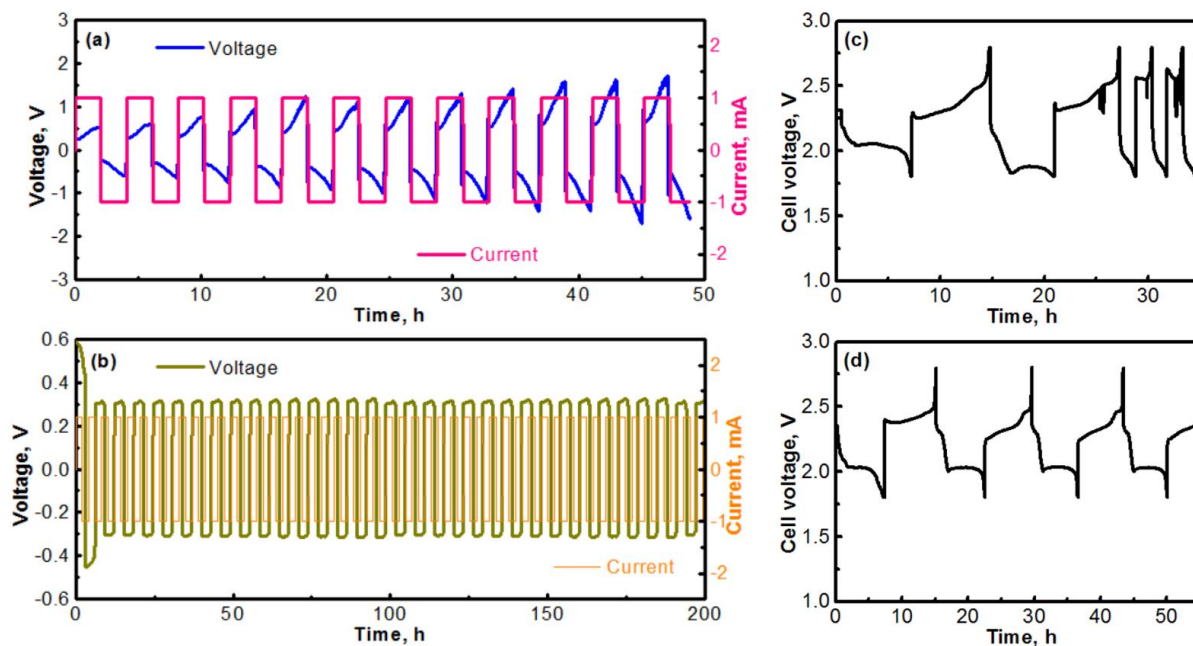 (a)
Voltage
Current
Voltage, V
3
2
1
0
-1
-2
-3
Current, mA
2
1
0
-1
-2
0 10 20 30 40 50
Time, h
(c)
Cell voltage, V
3.0
2.5
2.0
1.5
1.0
0 10 20 30
Time, h
(b)
Voltage
Current
Voltage, V
0.6
0.4
0.2
0.0
-0.2
-0.4
-0.6
Current, mA
2
1
0
-1
-2
0 50 100 150 200
Time, h
(d)
Cell voltage, V
3.0
2.5
2.0
1.5
1.0
0 10 20 30 40 50
Time, h